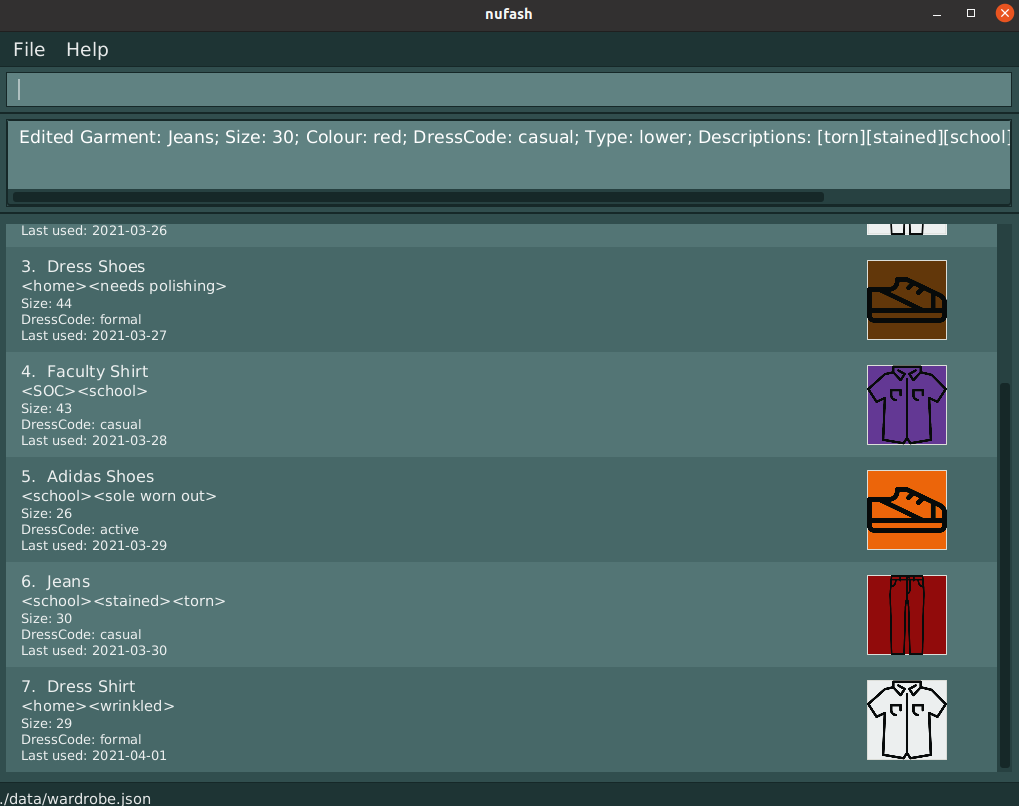 nufash
File Help
Edited Garment: Jeans; Size: 30; Colour: red; DressCode: casual; Type: lower; Descriptions: [torn][stained][school]
Last used: 2021-03-26
3. Dress Shoes
<home><needs polishing>
Size: 44
DressCode: formal
Last used: 2021-03-27
4. Faculty Shirt
<SOC><school>
Size: 43
DressCode: casual
Last used: 2021-03-28
5. Adidas Shoes
<school><sole worn out>
Size: 26
DressCode: active
Last used: 2021-03-29
6. Jeans
<school><stained><torn>
Size: 30
DressCode: casual
Last used: 2021-03-30
7. Dress Shirt
<home><wrinkled>
Size: 29
DressCode: formal
Last used: 2021-04-01
./data/wardrobe.json